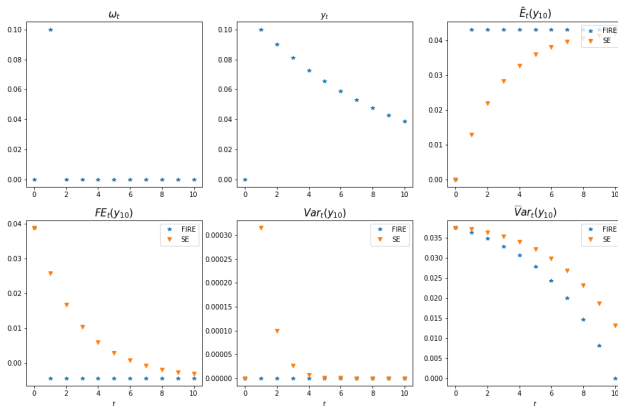 ωₜ
0.10
0.08
0.06
0.04
0.02
0.00
0 2 4 6 8 10
yₜ
0.10
0.08
0.06
0.04
0.02
0.00
0 2 4 6 8 10
Ēₜ(y₁₀)
FIRE
SE
0.04
0.03
0.02
0.01
0.00
0 2 4 6 8 10
FEₜ(y₁₀)
FIRE
SE
0.04
0.03
0.02
0.01
0.00
0 2 4 6 8 10
t
Varₜ(y₁₀)
FIRE
SE
0.00030
0.00025
0.00020
0.00015
0.00010
0.00005
0.00000
0 2 4 6 8 10
t
V̄arₜ(y₁₀)
FIRE
SE
0.035
0.030
0.025
0.020
0.015
0.010
0.005
0.000
0 2 4 6 8 10
t